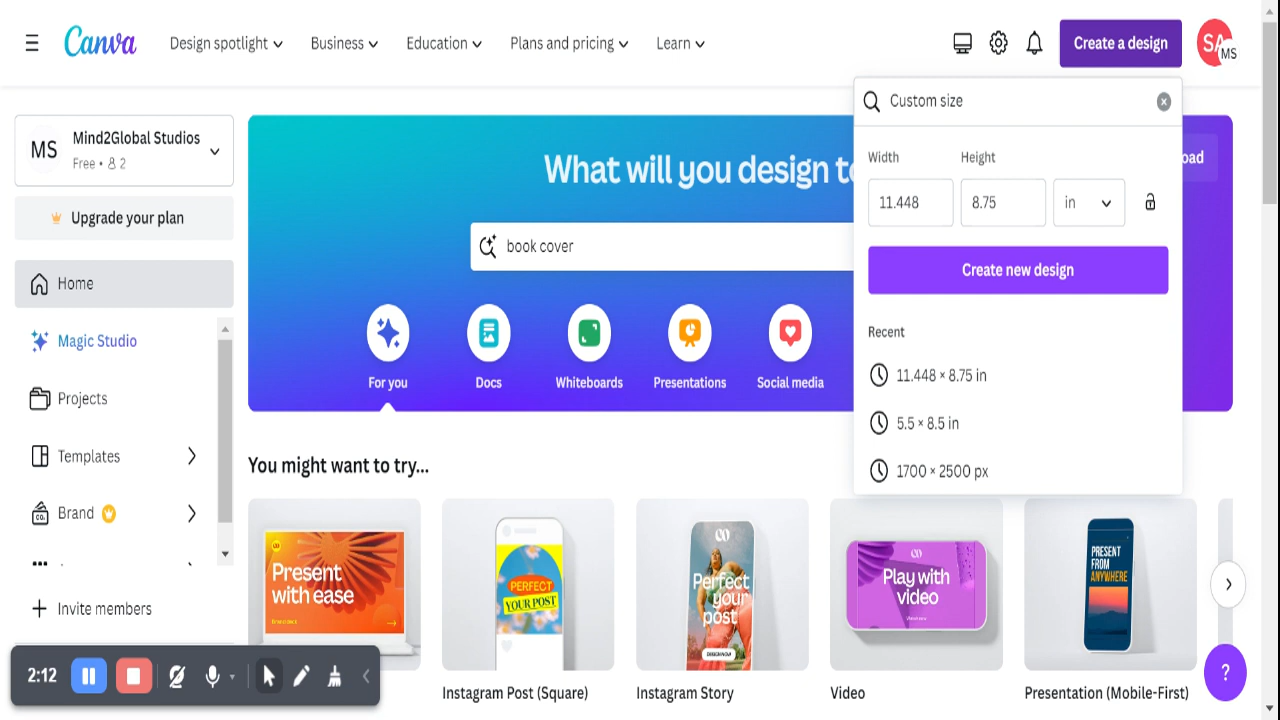 Canva
Design spotlight
Business
Education
Plans and pricing
Learn
Create a design
SA
MS
MS
Mind2Global Studios
Free • 2
Upgrade your plan
Home
Magic Studio
Projects
Templates
Brand
Invite members
What will you design to
oad
book cover
For you
Docs
Whiteboards
Presentations
Social media
Custom size
Width
Height
11.448
8.75
in
Create new design
Recent
11.448 × 8.75 in
5.5 × 8.5 in
1700 × 2500 px
You might want to try...
Present
with ease
PERFECT
YOUR POST
Perfect
your
post
DESIGN NOW
Play with
video
PRESENT
FROM
ANYWHERE
Instagram Post (Square)
Instagram Story
Video
Presentation (Mobile-First)
2:12
?